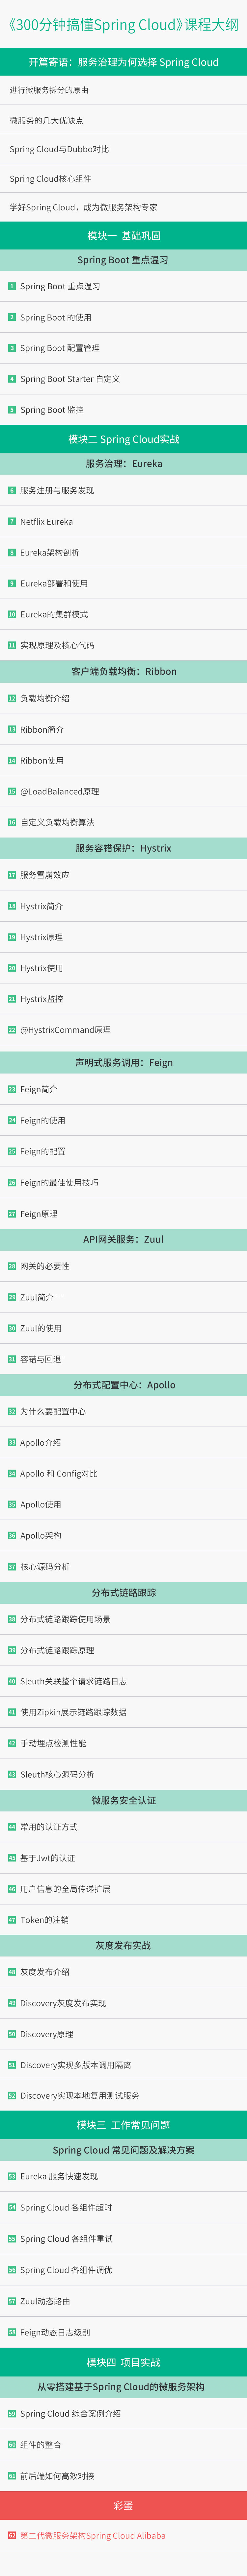 《300分钟搞懂Spring Cloud》课程大纲
开篇寄语：服务治理为何选择 Spring Cloud
进行微服务拆分的原由
微服务的几大优缺点
Spring Cloud与Dubbo对比
Spring Cloud核心组件
学好Spring Cloud，成为微服务架构专家
模块一 基础巩固
Spring Boot 重点温习
1 Spring Boot 重点温习
2 Spring Boot 的使用
3 Spring Boot 配置管理
4 Spring Boot Starter 自定义
5 Spring Boot 监控
模块二 Spring Cloud实战
服务治理：Eureka
6 服务注册与服务发现
7 Netflix Eureka
8 Eureka架构剖析
9 Eureka部署和使用
10 Eureka的集群模式
11 实现原理及核心代码
客户端负载均衡：Ribbon
12 负载均衡介绍
13 Ribbon简介
14 Ribbon使用
15 @LoadBalanced原理
16 自定义负载均衡算法
服务容错保护：Hystrix
17 服务雪崩效应
18 Hystrix简介
19 Hystrix原理
20 Hystrix使用
21 Hystrix监控
22 @HystrixCommand原理
声明式服务调用：Feign
23 Feign简介
24 Feign的使用
25 Feign的配置
26 Feign的最佳使用技巧
27 Feign原理
API网关服务：Zuul
28 网关的必要性
29 Zuul简介
30 Zuul的使用
31 容错与回退
分布式配置中心：Apollo
32 为什么要配置中心
33 Apollo介绍
34 Apollo 和 Config对比
35 Apollo使用
36 Apollo架构
37 核心源码分析
分布式链路跟踪
38 分布式链路跟踪使用场景
39 分布式链路跟踪原理
40 Sleuth关联整个请求链路日志
41 使用Zipkin展示链路跟踪数据
42 手动埋点检测性能
43 Sleuth核心源码分析
微服务安全认证
44 常用的认证方式
45 基于Jwt的认证
46 用户信息的全局传递扩展
47 Token的注销
灰度发布实战
48 灰度发布介绍
49 Discovery灰度发布实现
50 Discovery原理
51 Discovery实现多版本调用隔离
52 Discovery实现本地复用测试服务
模块三 工作常见问题
Spring Cloud 常见问题及解决方案
53 Eureka 服务快速发现
54 Spring Cloud 各组件超时
55 Spring Cloud 各组件重试
56 Spring Cloud 各组件调优
57 Zuul动态路由
58 Feign动态日志级别
模块四 项目实战
从零搭建基于Spring Cloud的微服务架构
59 Spring Cloud 综合案例介绍
60 组件的整合
61 前后端如何高效对接
彩蛋
62 第二代微服务架构Spring Cloud Alibaba